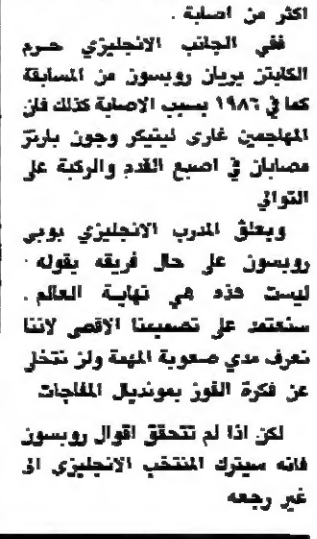 اكثر من اصابة .
ففي الجانب الانجليزي حرم
الكابتن بريان روبسون من المسابقة
كما في ١٩٨٦ بسبب الاصابة كذلك فان
المهاجمين غارى لينيكر وجون بارنز
مصابان في اصبع القدم والركبة على
التوالي
ويعلق المدرب الانجليزي بوبي
روبسون على حال فريقه بقوله
ليست هذه هي نهاية العالم .
سنعتمد على تصميمنا الاقصى لاننا
نعرف مدى صعوبة المهمة ولن نتخلى
عن فكرة الفوز بمونديال المفاجات
لكن اذا لم تتحقق اقوال روبسون
فانه سيترك المنتخب الانجليزي الى
غير رجعه